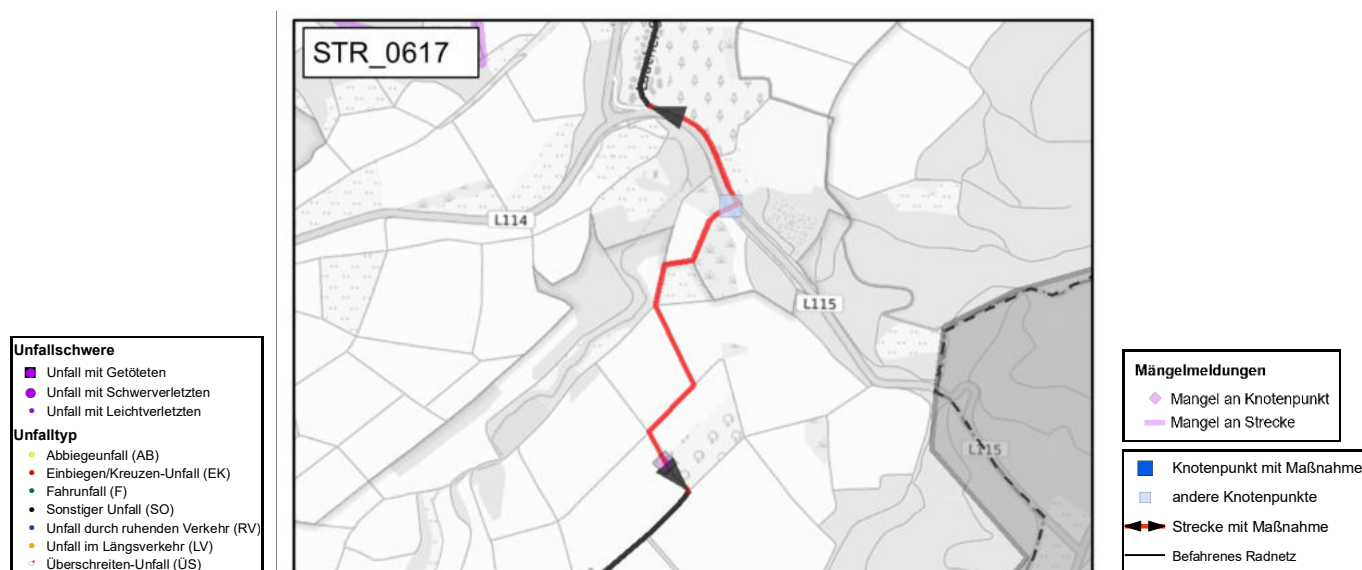 STR_0617
L114
L115
L115
Unfallschwere
Unfall mit Getöteten
Unfall mit Schwerverletzten
Unfall mit Leichtverletzten
Unfalltyp
Abbiegeunfall (AB)
Einbiegen/Kreuzen-Unfall (EK)
Fahrunfall (F)
Sonstiger Unfall (SO)
Unfall durch ruhenden Verkehr (RV)
Unfall im Längsverkehr (LV)
Überschreiten-Unfall (ÜS)
Mängelmeldungen
Mangel an Knotenpunkt
Mangel an Strecke
Knotenpunkt mit Maßnahme
andere Knotenpunkte
Strecke mit Maßnahme
Befahrenes Radnetz